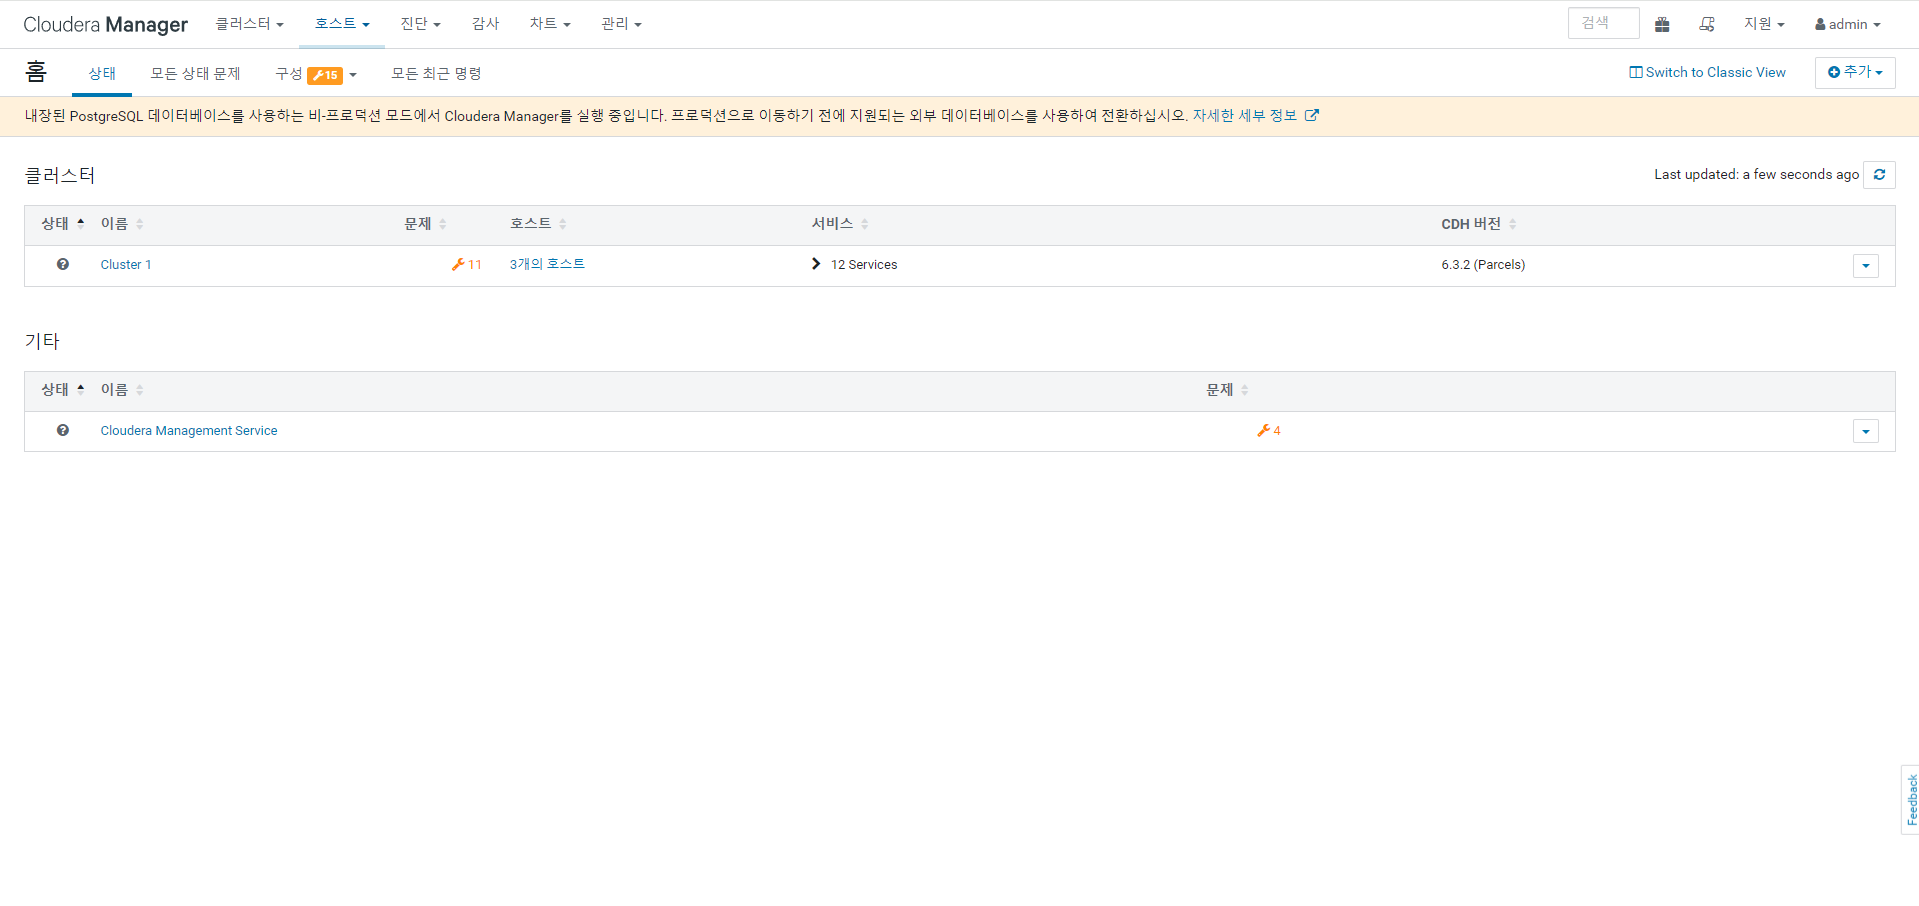 Cloudera Manager 클러스터 호스트 진단 감사 차트 관리 검색 지원 admin
홈 상태 모든 상태 문제 구성 15 모든 최근 명령 Switch to Classic View 추가
내장된 PostgreSQL 데이터베이스를 사용하는 비-프로덕션 모드에서 Cloudera Manager를 실행 중입니다. 프로덕션으로 이동하기 전에 지원되는 외부 데이터베이스를 사용하여 전환하십시오. 자세한 세부 정보
클러스터 Last updated: a few seconds ago
상태 이름 문제 호스트 서비스 CDH 버전
Cluster 1 11 3개의 호스트 12 Services 6.3.2 (Parcels)
기타
상태 이름 문제
Cloudera Management Service 4
Feedback